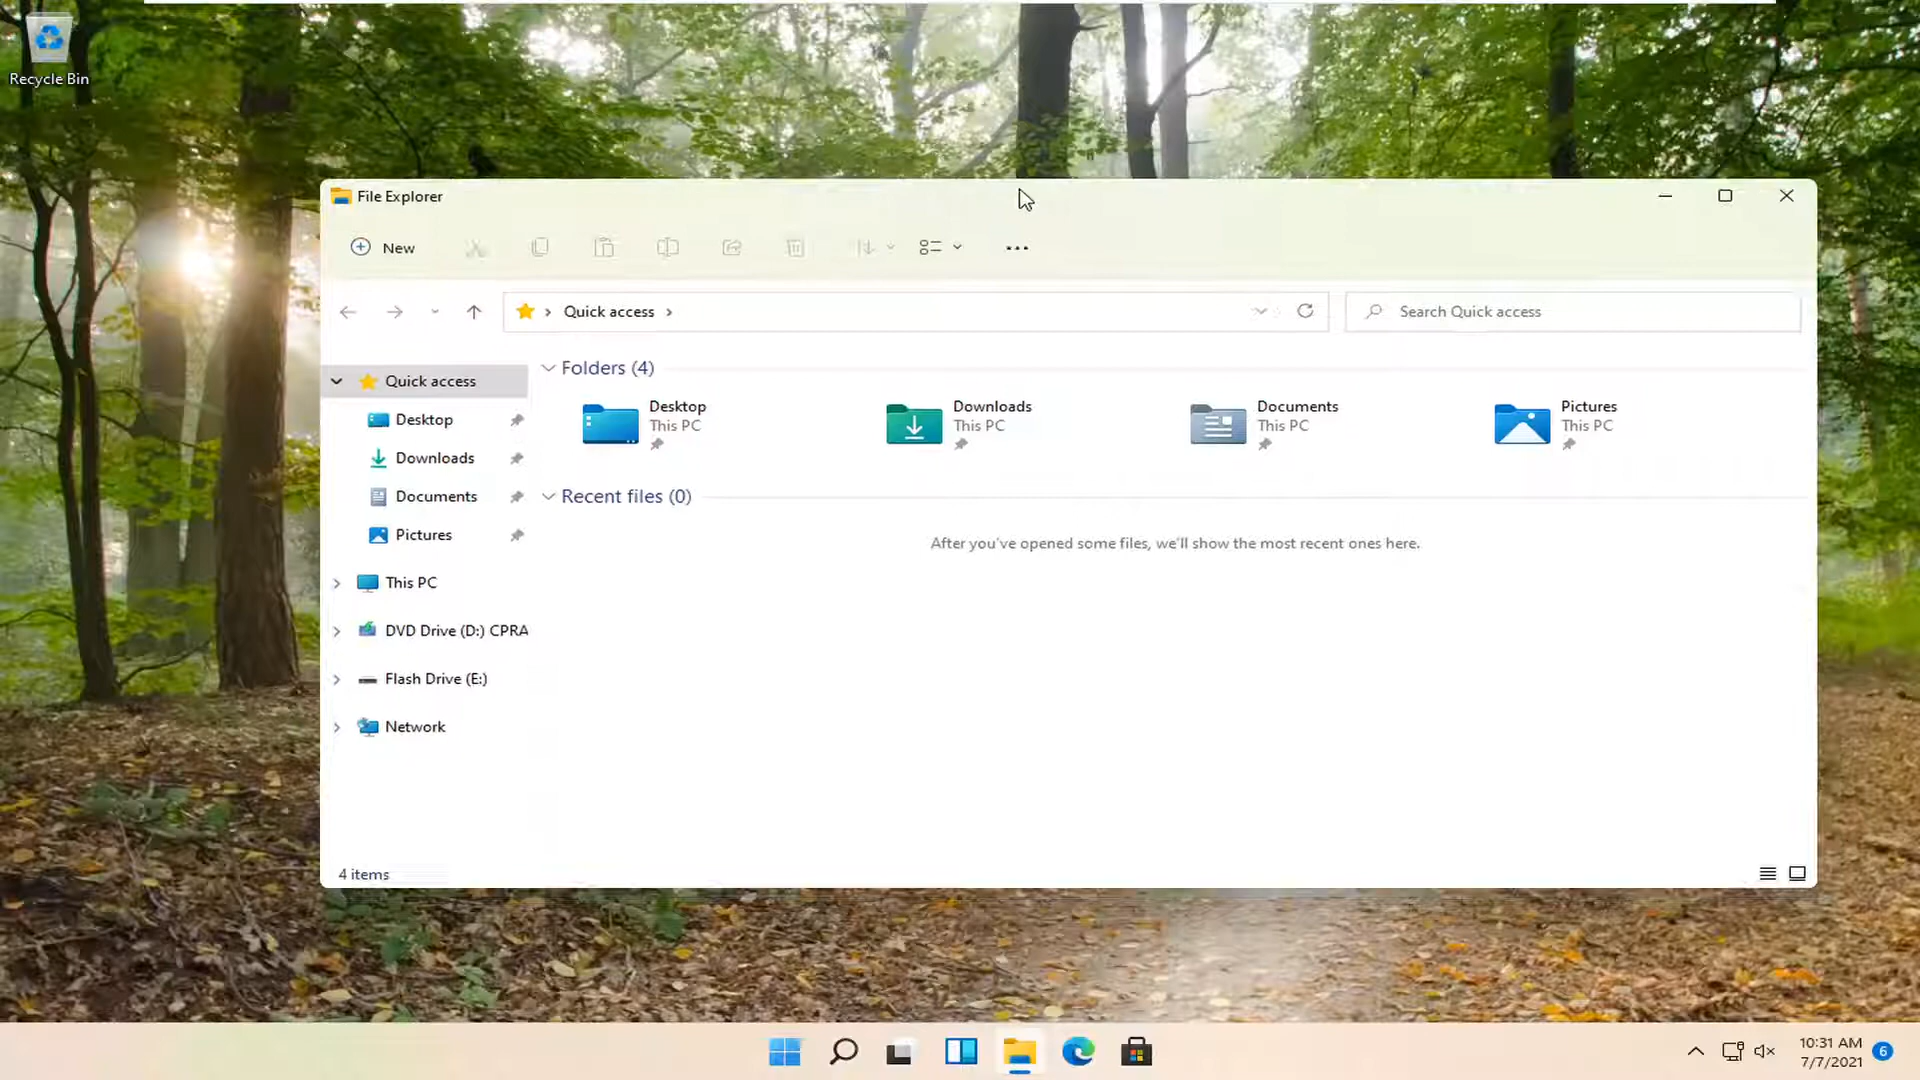 Recycle Bin
File Explorer
New
Quick access
Search Quick access
Quick access
Desktop
Downloads
Documents
Pictures
This PC
DVD Drive (D:) CPRA
Flash Drive (E:)
Network
Folders (4)
Desktop
This PC
Downloads
This PC
Documents
This PC
Pictures
This PC
Recent files (0)
After you've opened some files, we'll show the most recent ones here.
4 items
10:31 AM
7/7/2021
6